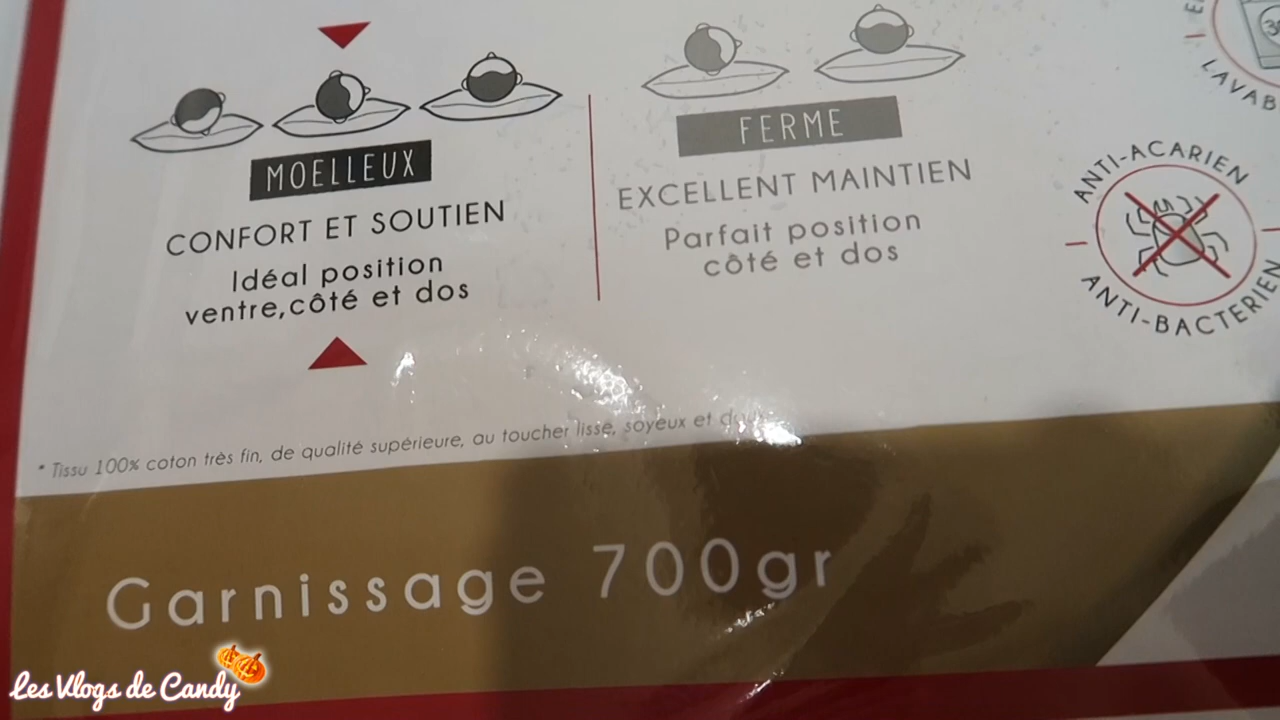 MOELLEUX
CONFORT ET SOUTIEN
Idéal position
ventre,côté et dos
FERME
EXCELLENT MAINTIEN
Parfait position
côté et dos
ANTI-ACARIEN
ANTI-BACTERIEN
* Tissu 100% coton très fin, de qualité supérieure, au toucher lisse, soyeux et
Garnissage 700gr
Les Vlogs de Candy